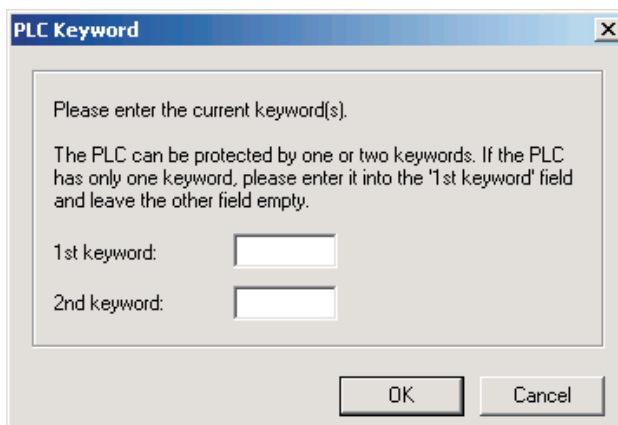 PLC Keyword
Please enter the current keyword(s).
The PLC can be protected by one or two keywords. If the PLC
has only one keyword, please enter it into the '1st keyword' field
and leave the other field empty.
1st keyword:
2nd keyword:
OK Cancel